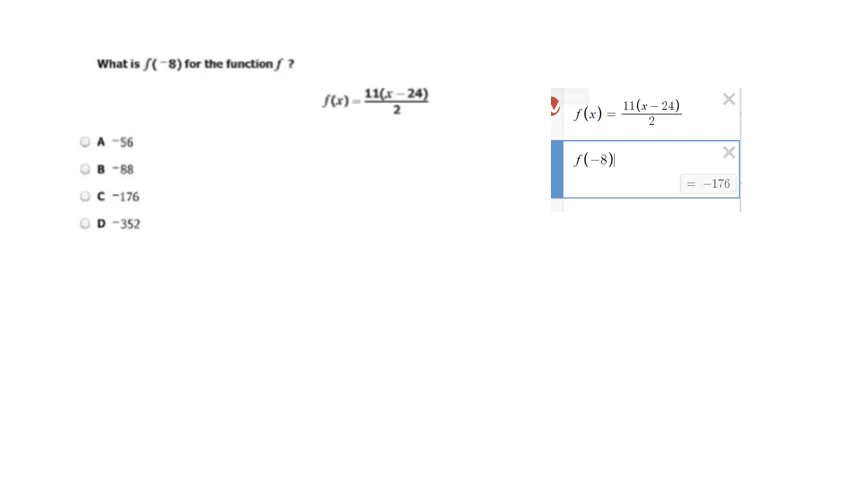 What is f(⁻8) for the function f ?
f(x) = 11(x − 24) / 2
A ⁻56
B ⁻88
C ⁻176
D ⁻352
f(x) = 11(x − 24) / 2
f(−8)
= −176